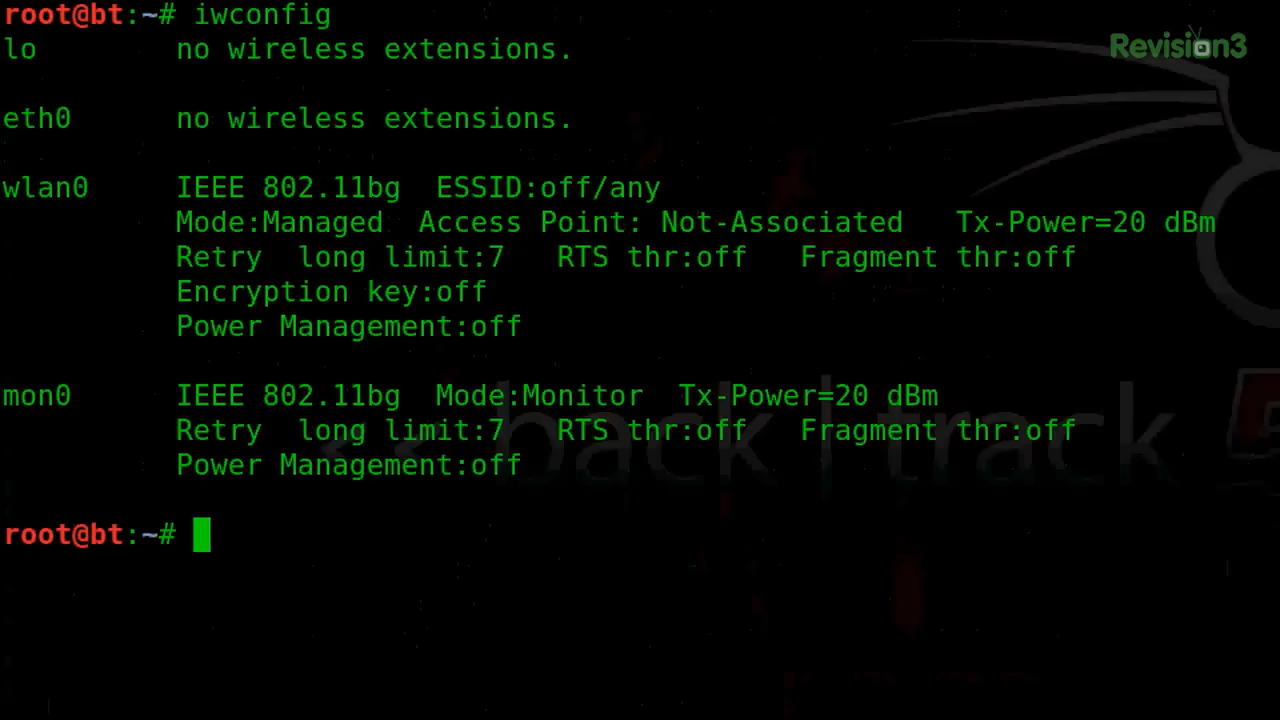 root@bt:~# iwconfig
Revision3
lo        no wireless extensions.
eth0      no wireless extensions.
wlan0     IEEE 802.11bg  ESSID:off/any
          Mode:Managed  Access Point: Not-Associated   Tx-Power=20 dBm
          Retry  long limit:7   RTS thr:off   Fragment thr:off
          Encryption key:off
          Power Management:off
mon0      IEEE 802.11bg  Mode:Monitor  Tx-Power=20 dBm
          Retry  long limit:7   RTS thr:off   Fragment thr:off
<< back | track 5
          Power Management:off
root@bt:~#